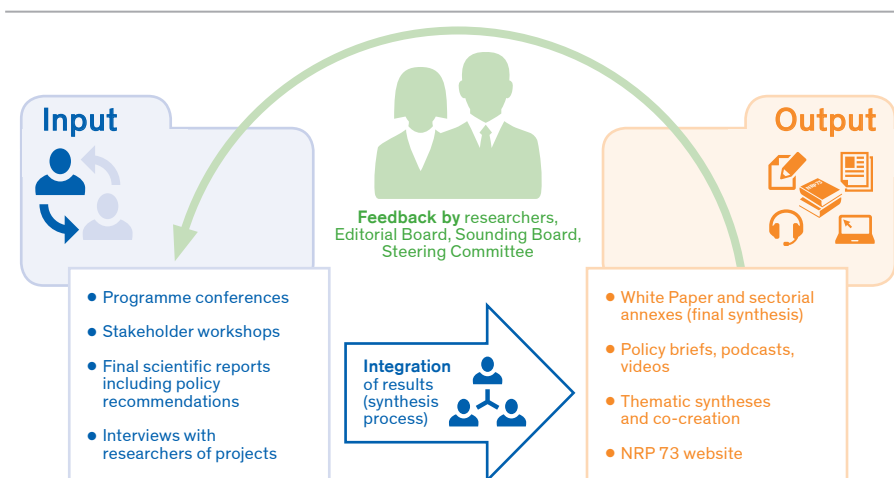 Input
Output
Feedback by researchers,
Editorial Board, Sounding Board,
Steering Committee
• Programme conferences
• Stakeholder workshops
• Final scientific reports
including policy
recommendations
• Interviews with
researchers of projects
Integration
of results
(synthesis
process)
• White Paper and sectorial
annexes (final synthesis)
• Policy briefs, podcasts,
videos
• Thematic syntheses
and co-creation
• NRP 73 website